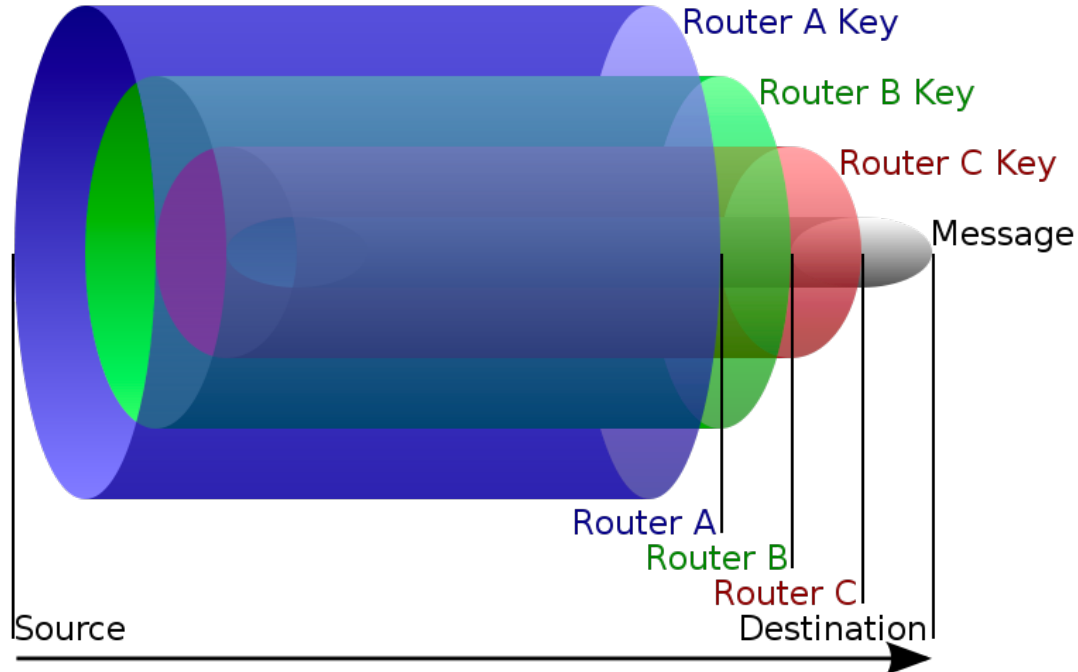 Router A Key
Router B Key
Router C Key
Message
Router A
Router B
Router C
Source
Destination